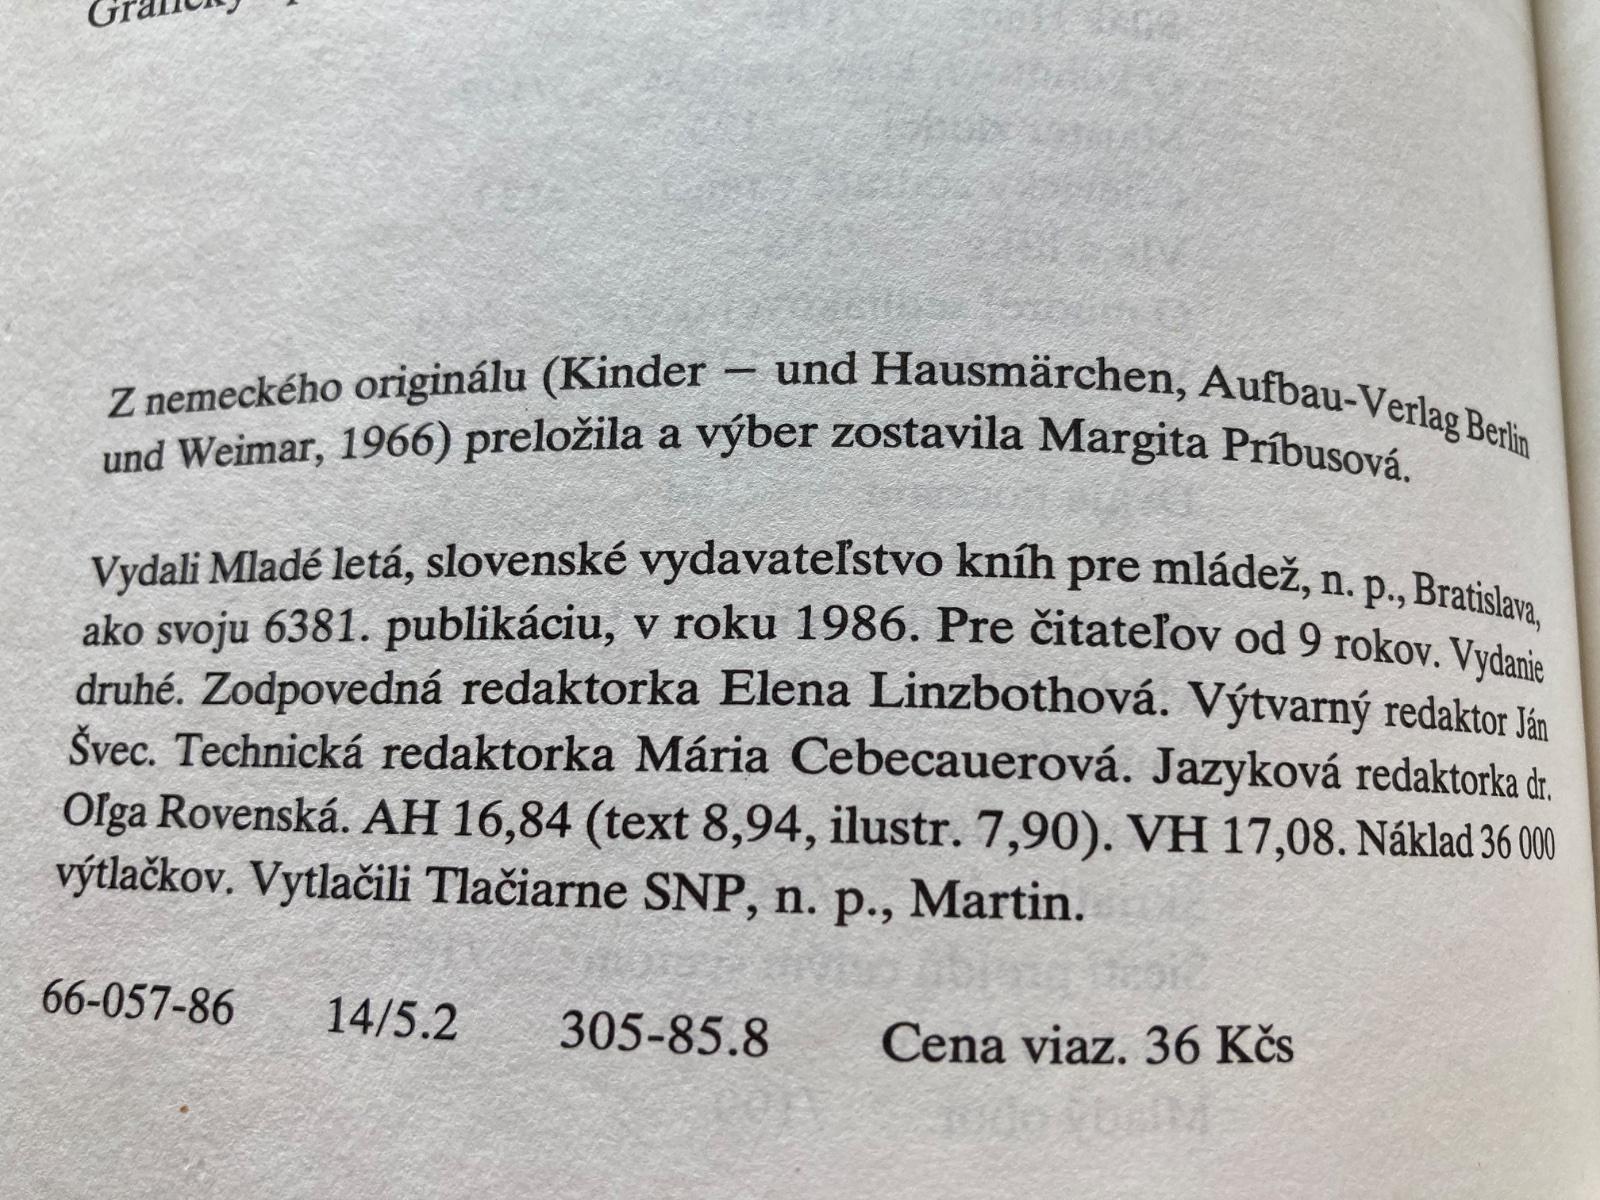 Grafický
Z nemeckého originálu (Kinder – und Hausmärchen, Aufbau-Verlag Berlin
und Weimar, 1966) preložila a výber zostavila Margita Príbusová.
Vydali Mladé letá, slovenské vydavateľstvo kníh pre mládež, n. p., Bratislava,
ako svoju 6381. publikáciu, v roku 1986. Pre čitateľov od 9 rokov. Vydanie
druhé. Zodpovedná redaktorka Elena Linzbothová. Výtvarný redaktor Ján
Švec. Technická redaktorka Mária Cebecauerová. Jazyková redaktorka dr.
Oľga Rovenská. AH 16,84 (text 8,94, ilustr. 7,90). VH 17,08. Náklad 36 000
výtlačkov. Vytlačili Tlačiarne SNP, n. p., Martin.
66-057-86 14/5.2 305-85.8 Cena viaz. 36 Kčs